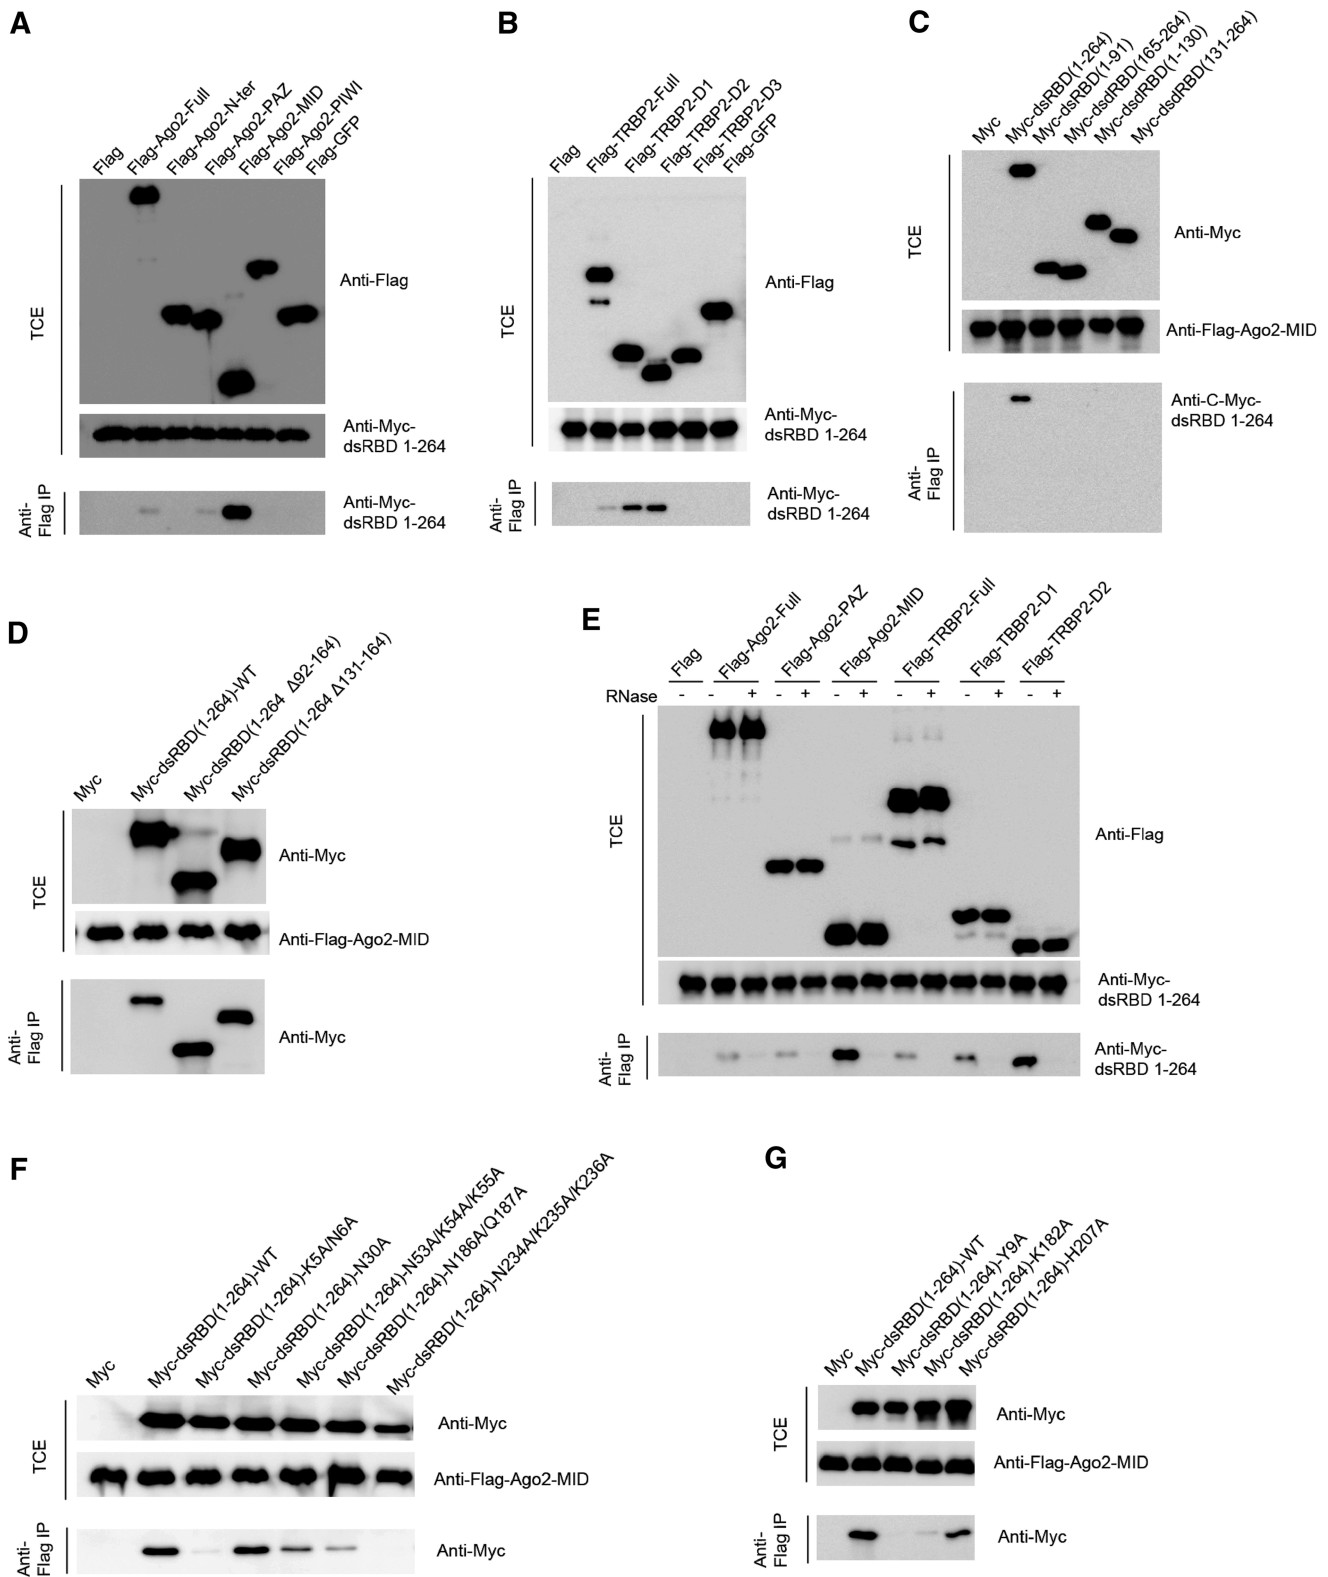 A
Flag
Flag-Ago2-Full
Flag-Ago2-N-ter
Flag-Ago2-PAZ
Flag-Ago2-MID
Flag-Ago2-PIWI
Flag-GFP
TCE
Anti-Flag
Anti-Myc-
dsRBD 1-264
Anti-
Flag IP
Anti-Myc-
dsRBD 1-264
B
Flag
Flag-TRBP2-Full
Flag-TRBP2-D1
Flag-TRBP2-D2
Flag-TRBP2-D3
Flag-GFP
TCE
Anti-Flag
Anti-Myc-
dsRBD 1-264
Anti-
Flag IP
Anti-Myc-
dsRBD 1-264
C
Myc
Myc-dsRBD(1-264)
Myc-dsRBD(1-91)
Myc-dsdRBD(165-264)
Myc-dsdRBD(1-130)
Myc-dsdRBD(131-264)
TCE
Anti-Myc
Anti-Flag-Ago2-MID
Anti-
Flag IP
Anti-C-Myc-
dsRBD 1-264
D
Myc
Myc-dsRBD(1-264)-WT
Myc-dsRBD(1-264 Δ92-164)
Myc-dsRBD(1-264 Δ131-164)
TCE
Anti-Myc
Anti-Flag-Ago2-MID
Anti-
Flag IP
Anti-Myc
E
Flag
Flag-Ago2-Full
Flag-Ago2-PAZ
Flag-Ago2-MID
Flag-TRBP2-Full
Flag-TBBP2-D1
Flag-TRBP2-D2
RNase - - + - + - + - + - + - +
TCE
Anti-Flag
Anti-Myc-
dsRBD 1-264
Anti-
Flag IP
Anti-Myc-
dsRBD 1-264
F
Myc
Myc-dsRBD(1-264)-WT
Myc-dsRBD(1-264)-K5A/N6A
Myc-dsRBD(1-264)-N30A
Myc-dsRBD(1-264)-N53A/K54A/K55A
Myc-dsRBD(1-264)-N186A/Q187A
Myc-dsRBD(1-264)-N234A/K235A/K236A
TCE
Anti-Myc
Anti-Flag-Ago2-MID
Anti-
Flag IP
Anti-Myc
G
Myc
Myc-dsRBD(1-264)-WT
Myc-dsRBD(1-264)-Y9A
Myc-dsRBD(1-264)-K182A
Myc-dsRBD(1-264)-H207A
TCE
Anti-Myc
Anti-Flag-Ago2-MID
Anti-
Flag IP
Anti-Myc